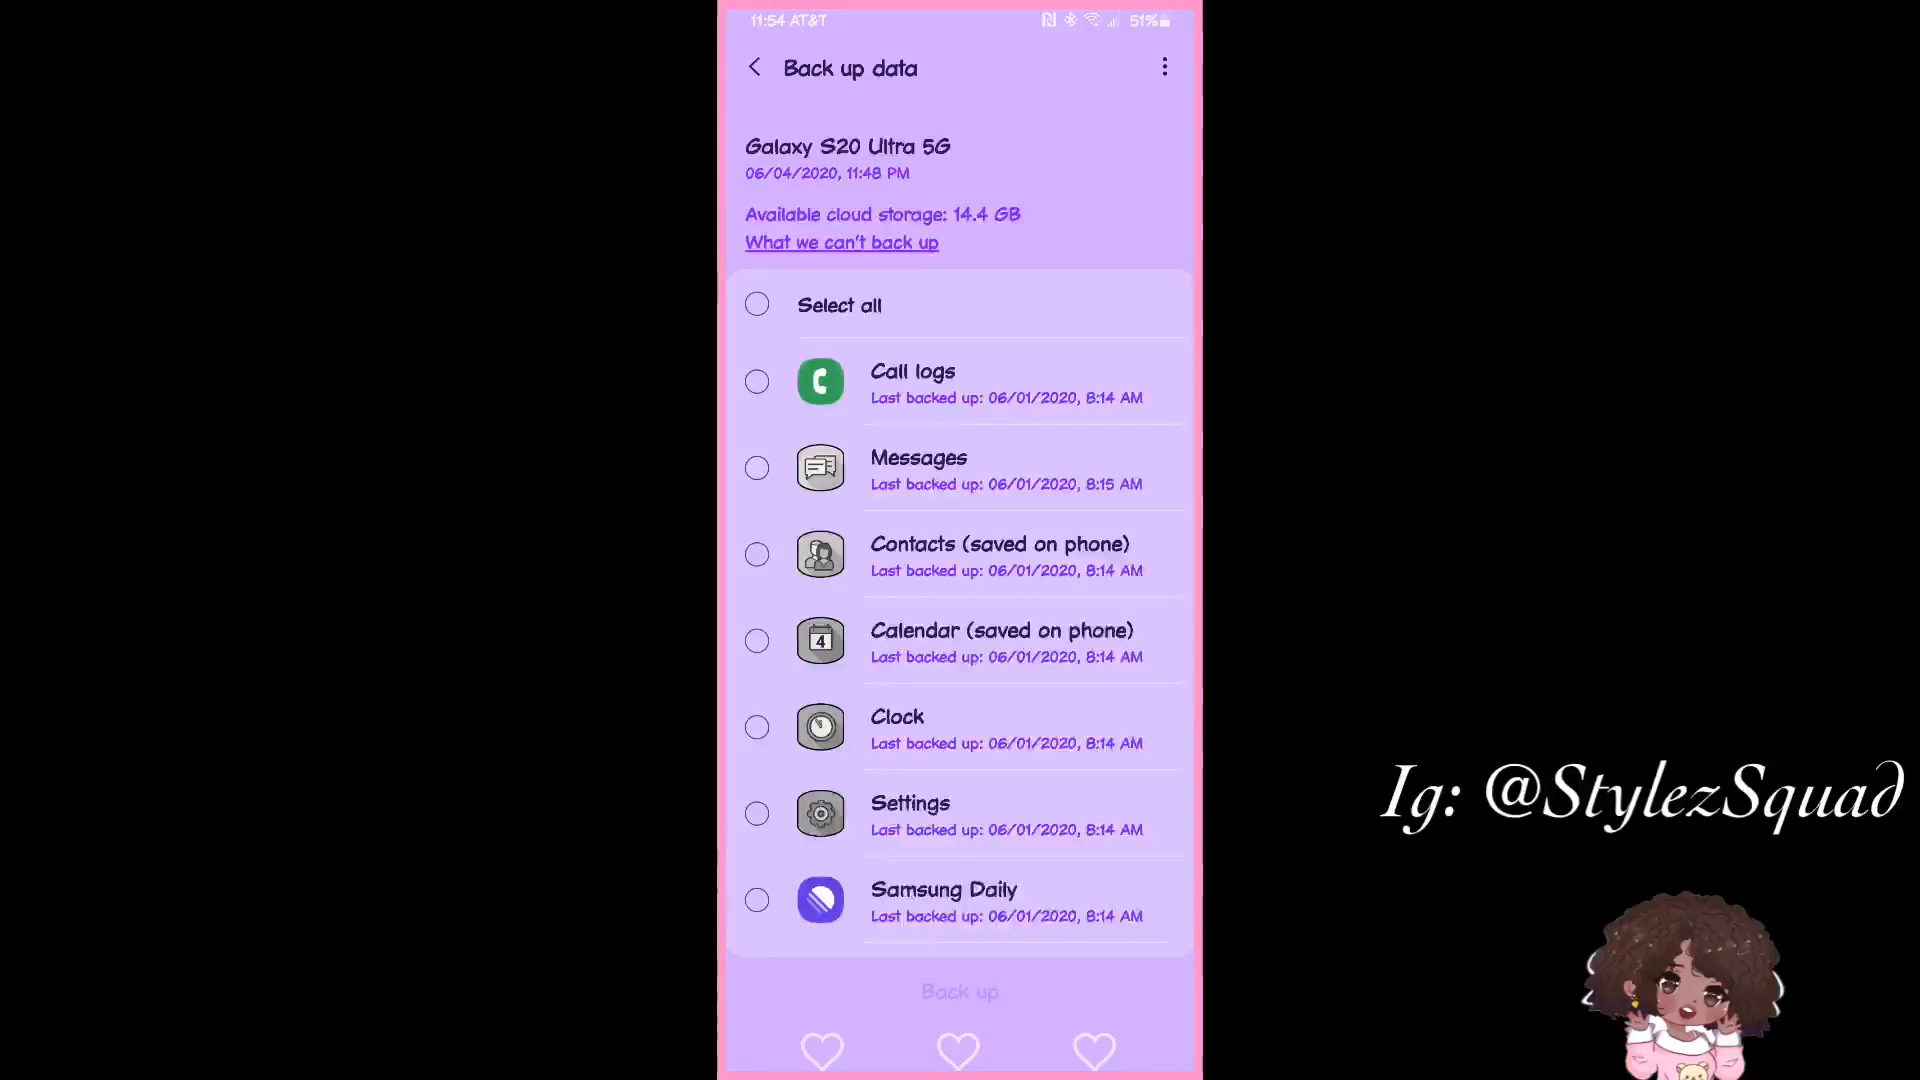 11:54 AT&T
51%
Back up data
Galaxy S20 Ultra 5G
06/04/2020, 11:48 PM
Available cloud storage: 14.4 GB
What we can't back up
Select all
Call logs
Last backed up: 06/01/2020, 8:14 AM
Messages
Last backed up: 06/01/2020, 8:15 AM
Contacts (saved on phone)
Last backed up: 06/01/2020, 8:14 AM
4
Calendar (saved on phone)
Last backed up: 06/01/2020, 8:14 AM
Clock
Last backed up: 06/01/2020, 8:14 AM
Settings
Last backed up: 06/01/2020, 8:14 AM
Samsung Daily
Last backed up: 06/01/2020, 8:14 AM
Back up
Ig: @StylezSquad